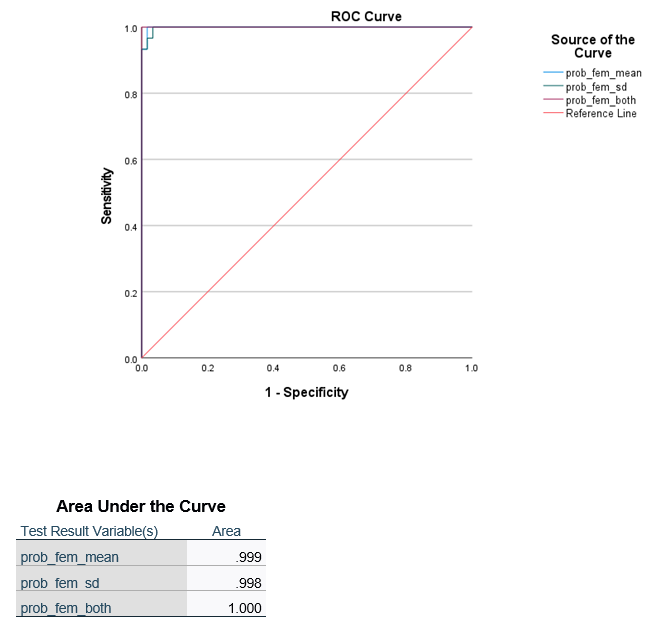 ROC Curve
Source of the
Curve
prob_fem_mean
prob_fem_sd
prob_fem_both
Reference Line
1.0
0.8
0.6
0.4
0.2
0.0
Sensitivity
0.0 0.2 0.4 0.6 0.8 1.0
1 - Specificity
Area Under the Curve
Test Result Variable(s) Area
prob_fem_mean .999
prob_fem_sd .998
prob_fem_both 1.000